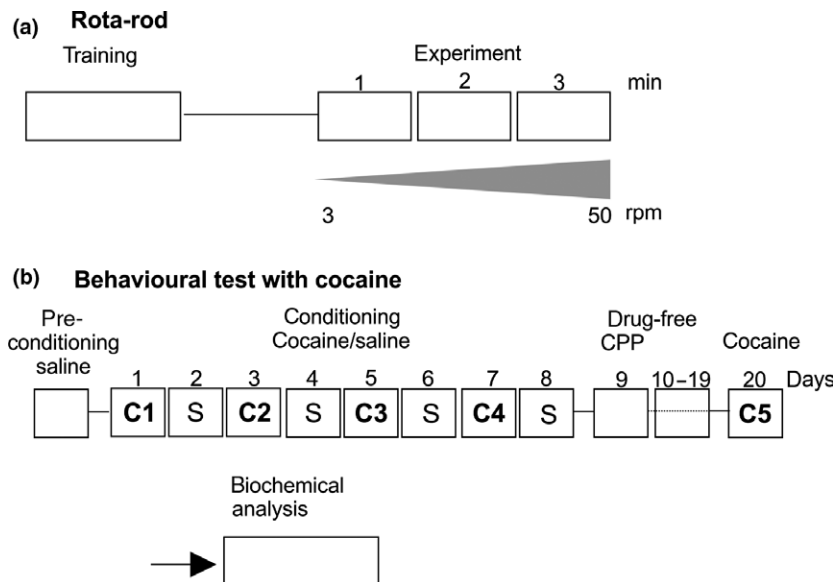 (a) Rota-rod
Training
Experiment
1 2 3 min
3 50 rpm
(b) Behavioural test with cocaine
Pre-
conditioning
saline
Conditioning
Cocaine/saline
Drug-free
CPP
Cocaine
1 2 3 4 5 6 7 8 9 10–19 20 Days
C1 S C2 S C3 S C4 S C5
Biochemical
analysis